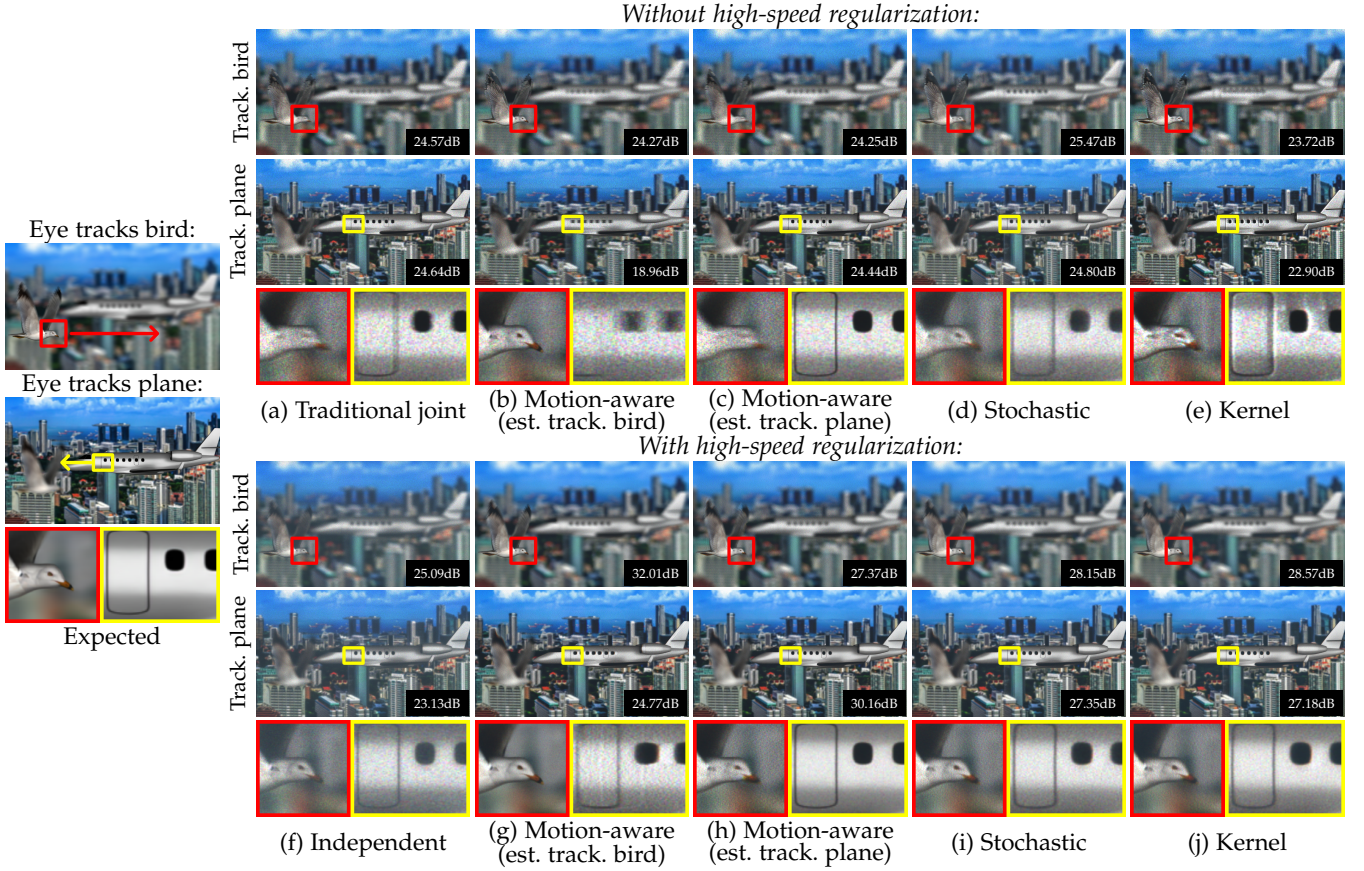 Without high-speed regularization:
Track. bird
24.57dB
24.27dB
24.25dB
25.47dB
23.72dB
Track. plane
24.64dB
18.96dB
24.44dB
24.80dB
22.90dB
Eye tracks bird:
Eye tracks plane:
Expected
(a) Traditional joint
(b) Motion-aware
(est. track. bird)
(c) Motion-aware
(est. track. plane)
(d) Stochastic
(e) Kernel
With high-speed regularization:
Track. bird
25.09dB
32.01dB
27.37dB
28.15dB
28.57dB
Track. plane
23.13dB
24.77dB
30.16dB
27.35dB
27.18dB
(f) Independent
(g) Motion-aware
(est. track. bird)
(h) Motion-aware
(est. track. plane)
(i) Stochastic
(j) Kernel